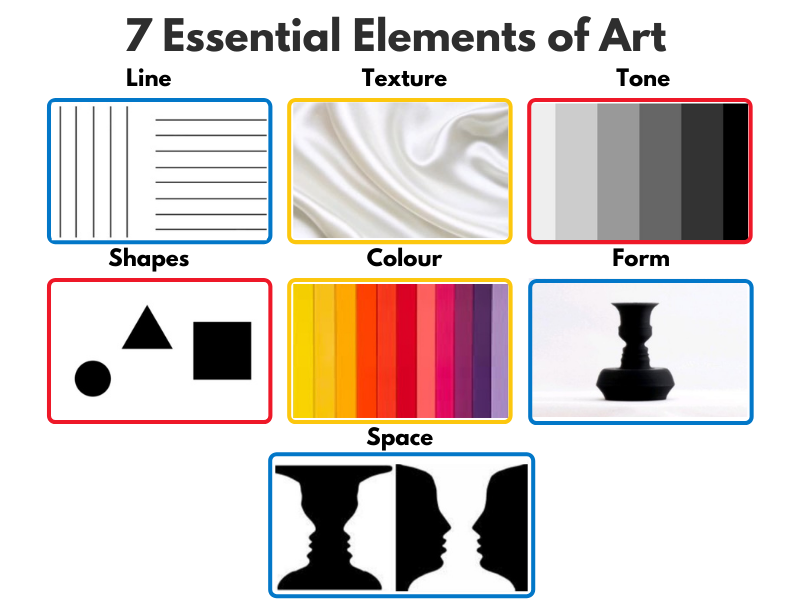 7 Essential Elements of Art
Line
Texture
Tone
Shapes
Colour
Form
Space